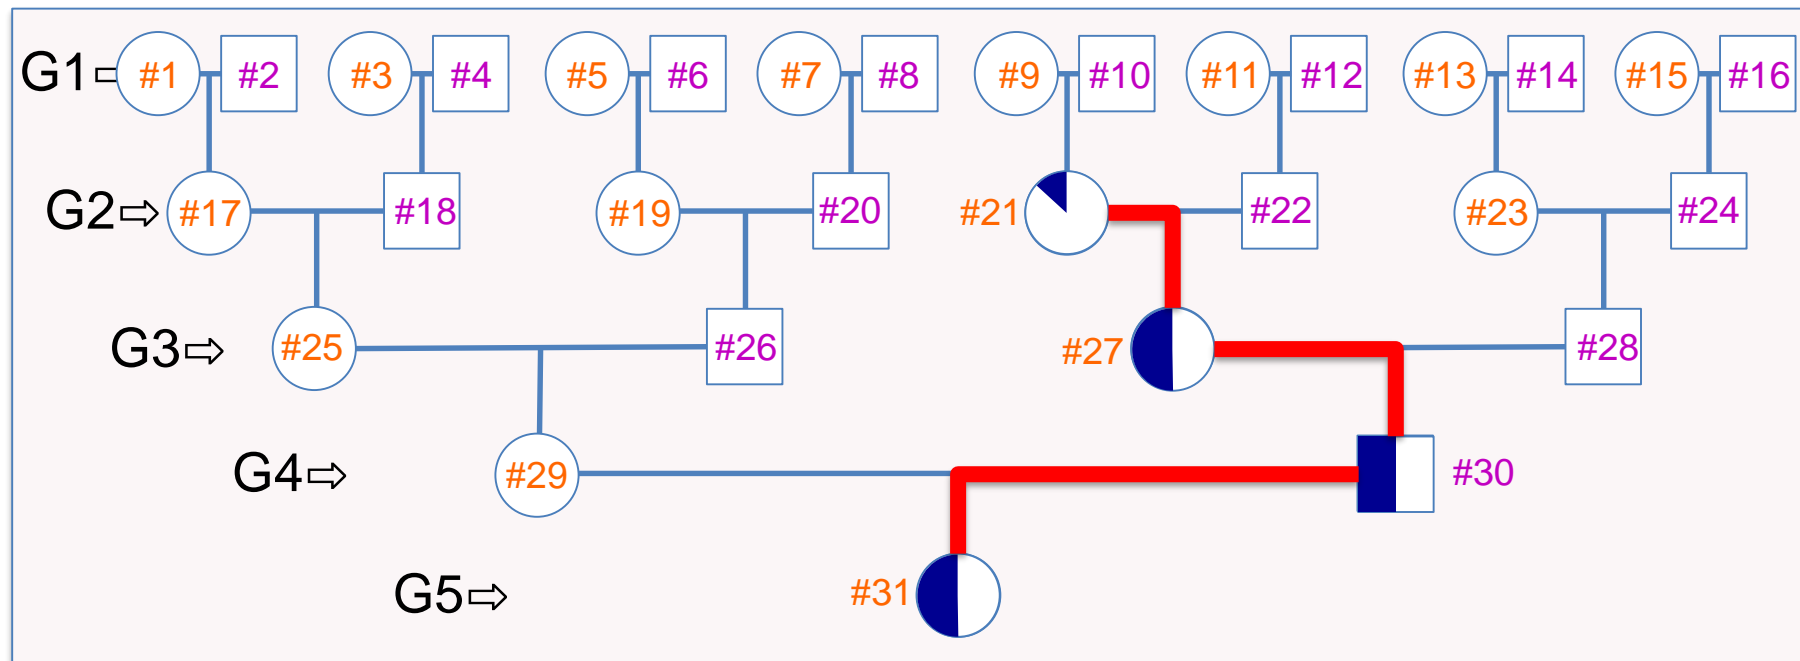 G1⇨ #1 #2 #3 #4 #5 #6 #7 #8 #9 #10 #11 #12 #13 #14 #15 #16
G2⇨ #17 #18 #19 #20 #21 #22 #23 #24
G3⇨ #25 #26 #27 #28
G4⇨ #29 #30
G5⇨ #31